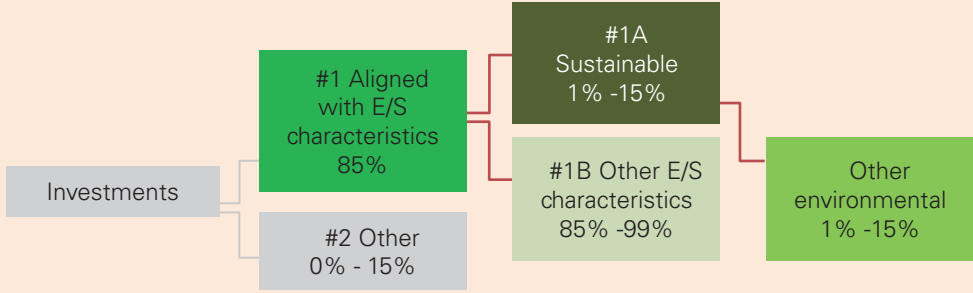 Investments
#1 Aligned
with E/S
characteristics
85%
#2 Other
0% - 15%
#1A
Sustainable
1% -15%
#1B Other E/S
characteristics
85% -99%
Other
environmental
1% -15%